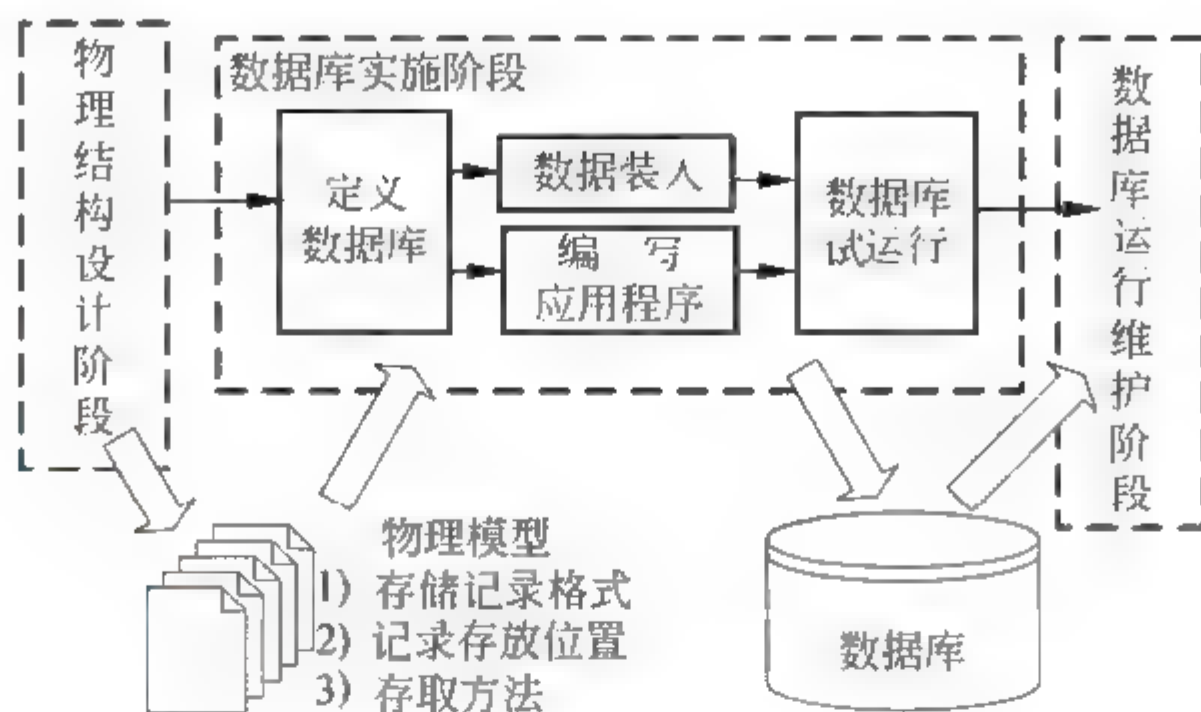 物理结构设计阶段
数据库实施阶段
定义
数据库
数据装入
编 写
应用程序
数据库
试运行
数据库运行维护阶段
物理模型
1) 存储记录格式
2) 记录存放位置
3) 存取方法
数据库